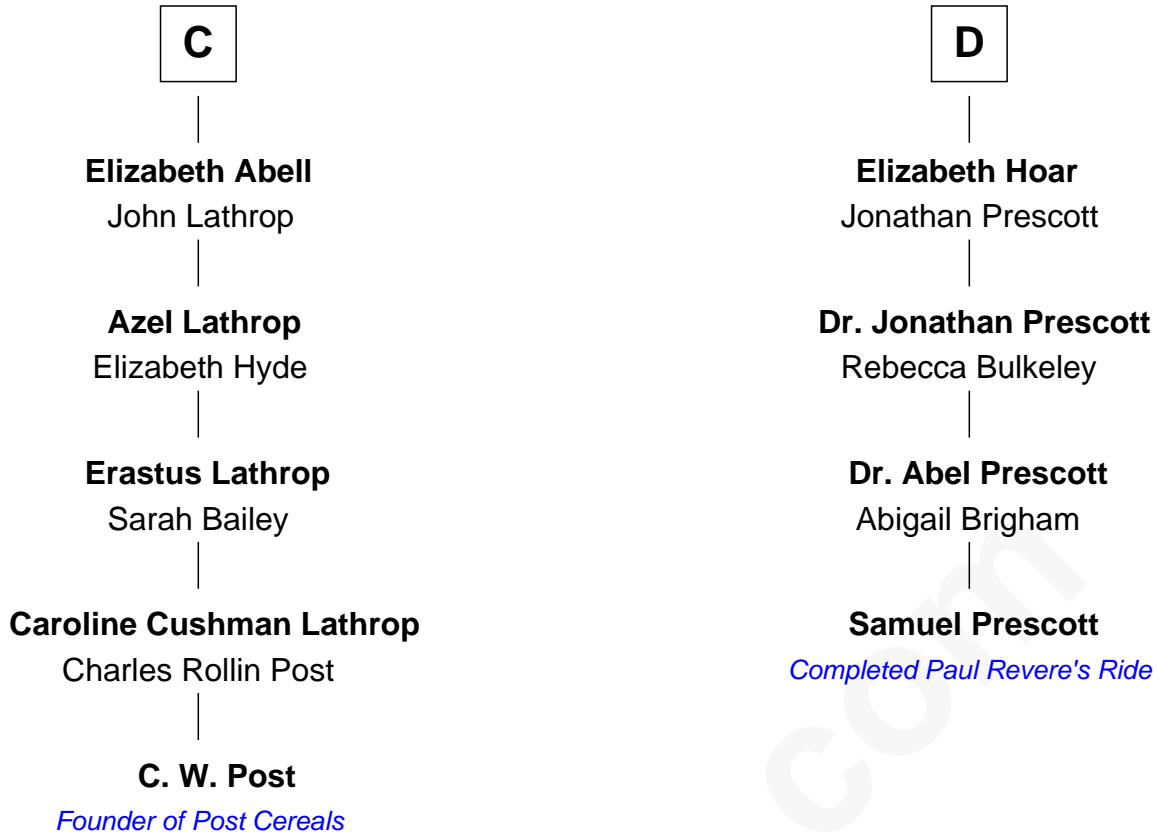 C
Elizabeth Abell
John Lathrop
Azel Lathrop
Elizabeth Hyde
Erastus Lathrop
Sarah Bailey
Caroline Cushman Lathrop
Charles Rollin Post
C. W. Post
Founder of Post Cereals
D
Elizabeth Hoar
Jonathan Prescott
Dr. Jonathan Prescott
Rebecca Bulkeley
Dr. Abel Prescott
Abigail Brigham
Samuel Prescott
Completed Paul Revere's Ride
com